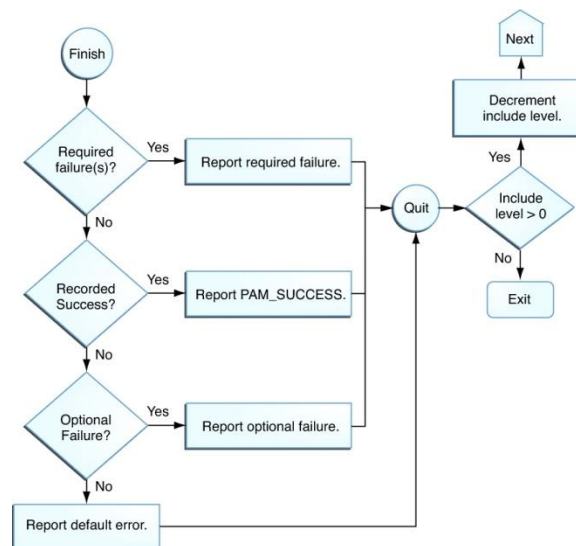 Finish
Next
Decrement
include level.
Yes
Required
failure(s)?
Yes
Report required failure.
Quit
Include
level > 0
No
No
Exit
Recorded
Success?
Yes
Report PAM_SUCCESS.
No
Optional
Failure?
Yes
Report optional failure.
No
Report default error.